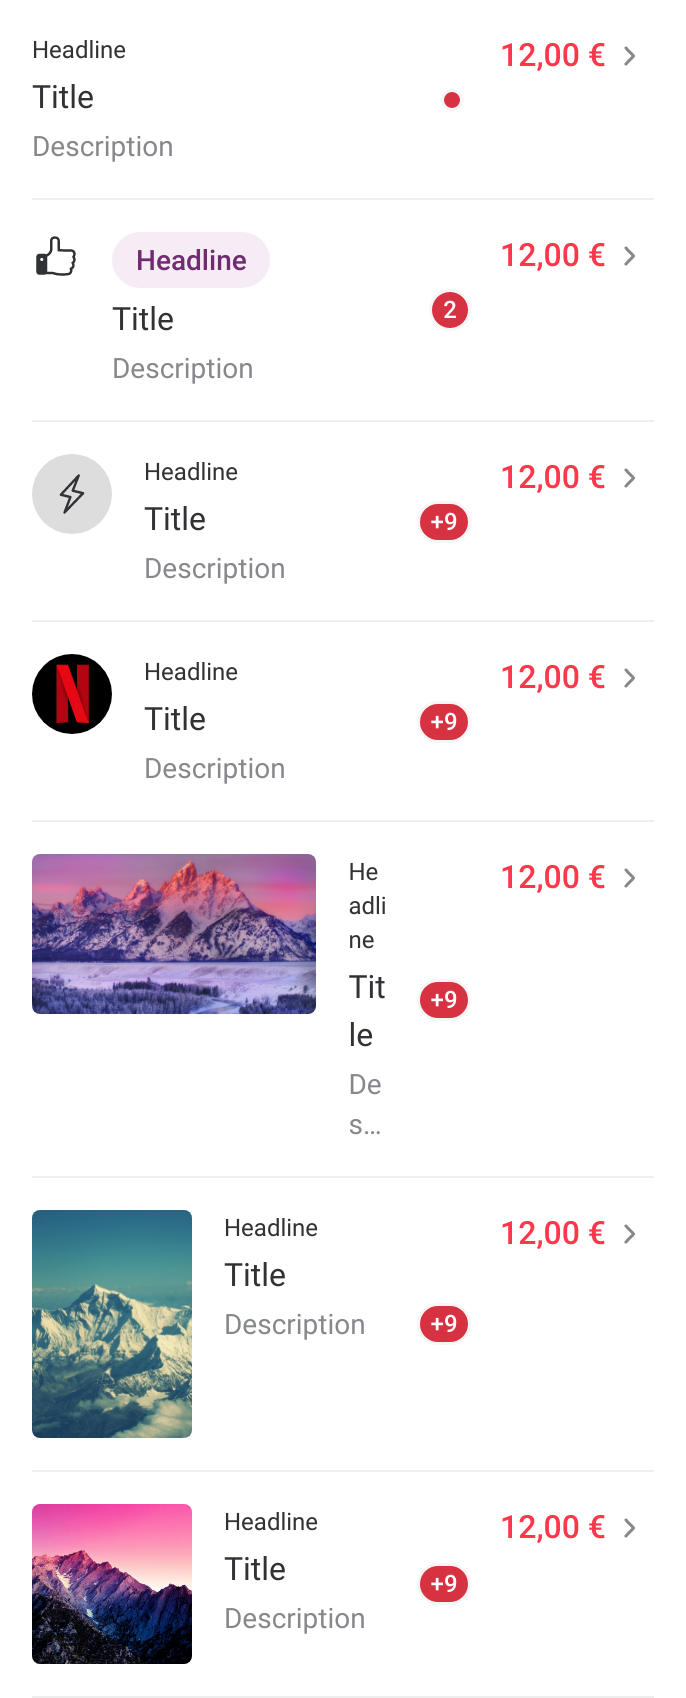 Headline
12,00 €
Title
Description
Headline
12,00 €
Title
2
Description
Headline
12,00 €
Title
+9
Description
N
Headline
12,00 €
Title
+9
Description
He
adli
ne
12,00 €
Tit
le
+9
De
s...
Headline
12,00 €
Title
Description
+9
Headline
12,00 €
Title
+9
Description